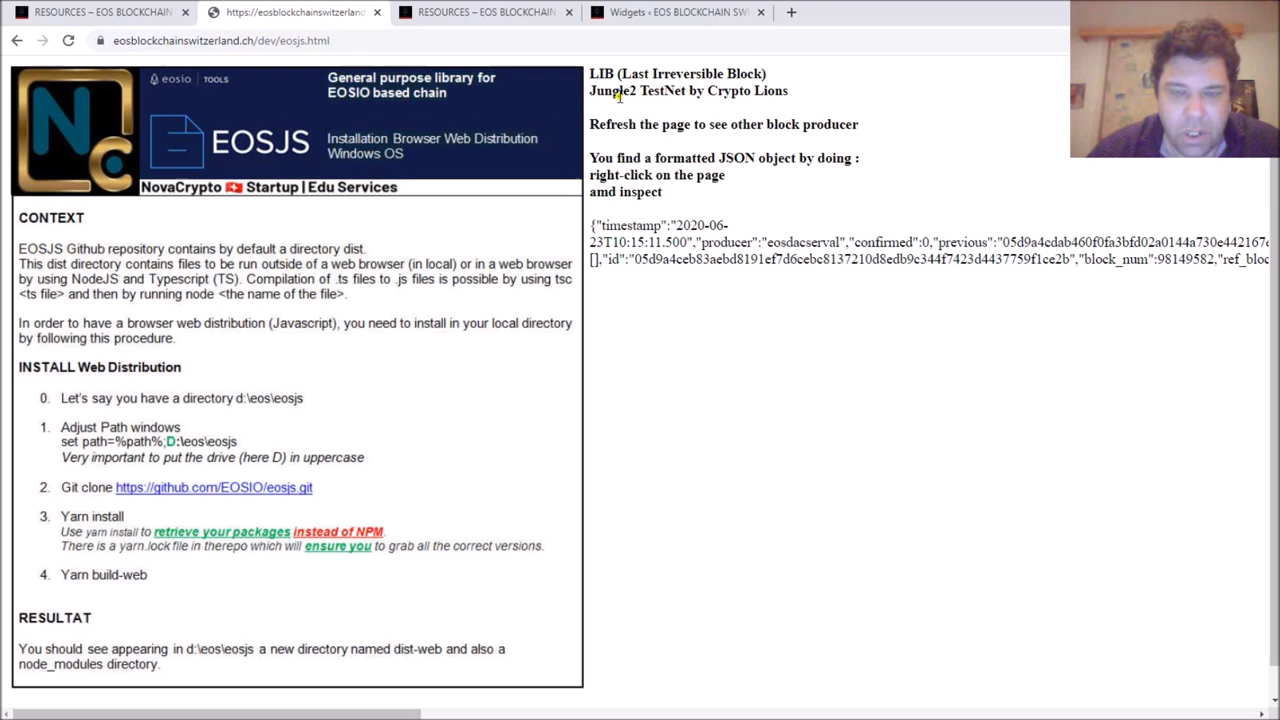 RESOURCES – EOS BLOCKCHAIN
https://eosblockchainswitzerland
RESOURCES – EOS BLOCKCHAIN
Widgets ‹ EOS BLOCKCHAIN SW
eosblockchainswitzerland.ch/dev/eosjs.html
Nc
eosio | TOOLS
General purpose library for
EOSIO based chain
EOSJS
Installation Browser Web Distribution
Windows OS
NovaCrypto Startup | Edu Services
CONTEXT
EOSJS Github repository contains by default a directory dist.
This dist directory contains files to be run outside of a web browser (in local) or in a web browser
by using NodeJS and Typescript (TS). Compilation of .ts files to .js files is possible by using tsc
<ts file> and then by running node <the name of the file>.
In order to have a browser web distribution (Javascript), you need to install in your local directory
by following this procedure.
INSTALL Web Distribution
0. Let's say you have a directory d:\eos\eosjs
1. Adjust Path windows
set path=%path%;D:\eos\eosjs
Very important to put the drive (here D) in uppercase
2. Git clone https://github.com/EOSIO/eosjs.git
3. Yarn install
Use yarn install to retrieve your packages instead of NPM.
There is a yarn.lock file in therepo which will ensure you to grab all the correct versions.
4. Yarn build-web
RESULTAT
You should see appearing in d:\eos\eosjs a new directory named dist-web and also a
node_modules directory.
LIB (Last Irreversible Block)
Jungle2 TestNet by Crypto Lions
Refresh the page to see other block producer
You find a formatted JSON object by doing :
right-click on the page
amd inspect
{"timestamp":"2020-06-
23T10:15:11.500","producer":"eosdacserval","confirmed":0,"previous":"05d9a4cdab460f0fa3bfd02a0144a730e442167e
[],"id":"05d9a4ceb83aebd8191ef7d6cebc8137210d8edb9c344f7423d4437759f1ce2b","block_num":98149582,"ref_bloc